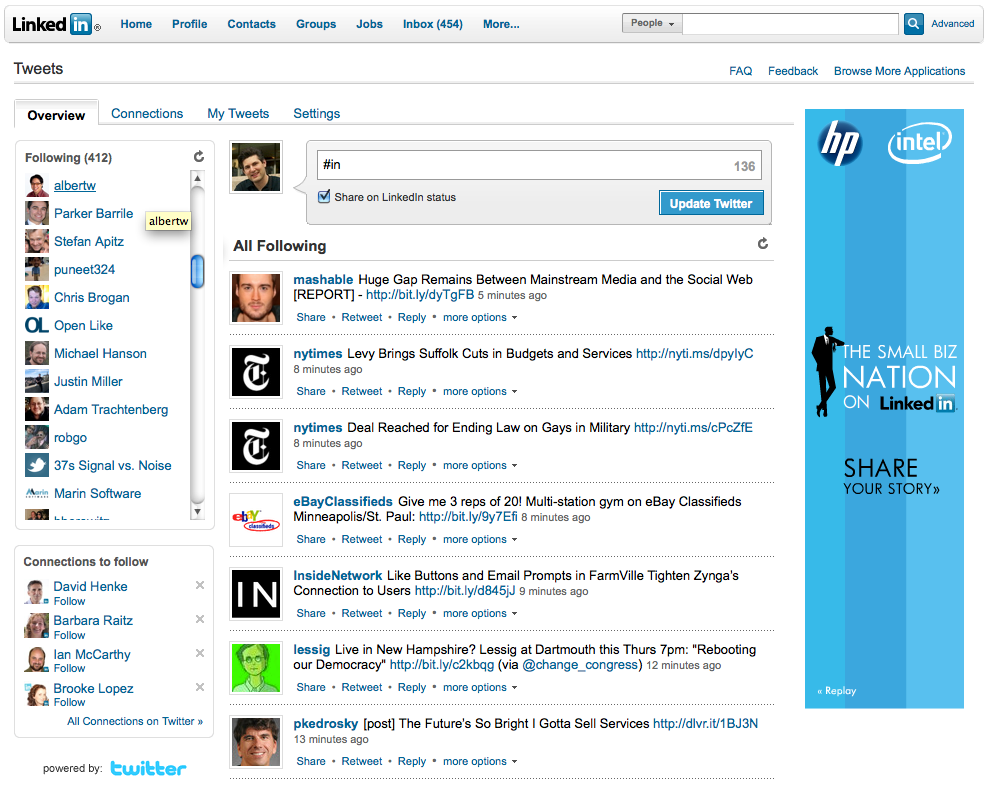 Linked in ®
Home Profile Contacts Groups Jobs Inbox (454) More... People Advanced
Tweets
FAQ Feedback Browse More Applications
Overview Connections My Tweets Settings
Following (412)
albertw
Parker Barrile
albertw
Stefan Apitz
puneet324
Chris Brogan
OL Open Like
Michael Hanson
Justin Miller
Adam Trachtenberg
robgo
37s Signal vs. Noise
Marin Software
Connections to follow
David Henke
Follow
Barbara Raitz
Follow
Ian McCarthy
Follow
Brooke Lopez
Follow
All Connections on Twitter »
powered by: twitter
#in 136
Share on LinkedIn status
Update Twitter
All Following
mashable Huge Gap Remains Between Mainstream Media and the Social Web
[REPORT] - http://bit.ly/dyTgFB 5 minutes ago
Share • Retweet • Reply • more options
nytimes Levy Brings Suffolk Cuts in Budgets and Services http://nyti.ms/dpyIyC
8 minutes ago
Share • Retweet • Reply • more options
nytimes Deal Reached for Ending Law on Gays in Military http://nyti.ms/cPcZfE
8 minutes ago
Share • Retweet • Reply • more options
eBay classifieds
eBayClassifieds Give me 3 reps of 20! Multi-station gym on eBay Classifieds
Minneapolis/St. Paul: http://bit.ly/9y7Efi 8 minutes ago
Share • Retweet • Reply • more options
IN
InsideNetwork Like Buttons and Email Prompts in FarmVille Tighten Zynga's
Connection to Users http://bit.ly/d845jJ 9 minutes ago
Share • Retweet • Reply • more options
lessig Live in New Hampshire? Lessig at Dartmouth this Thurs 7pm: "Rebooting
our Democracy" http://bit.ly/c2kbqg (via @change_congress) 12 minutes ago
Share • Retweet • Reply • more options
pkedrosky [post] The Future's So Bright I Gotta Sell Services http://dlvr.it/1BJ3N
13 minutes ago
Share • Retweet • Reply • more options
hp intel
THE SMALL BIZ
NATION
ON Linked in
SHARE
YOUR STORY»
« Replay